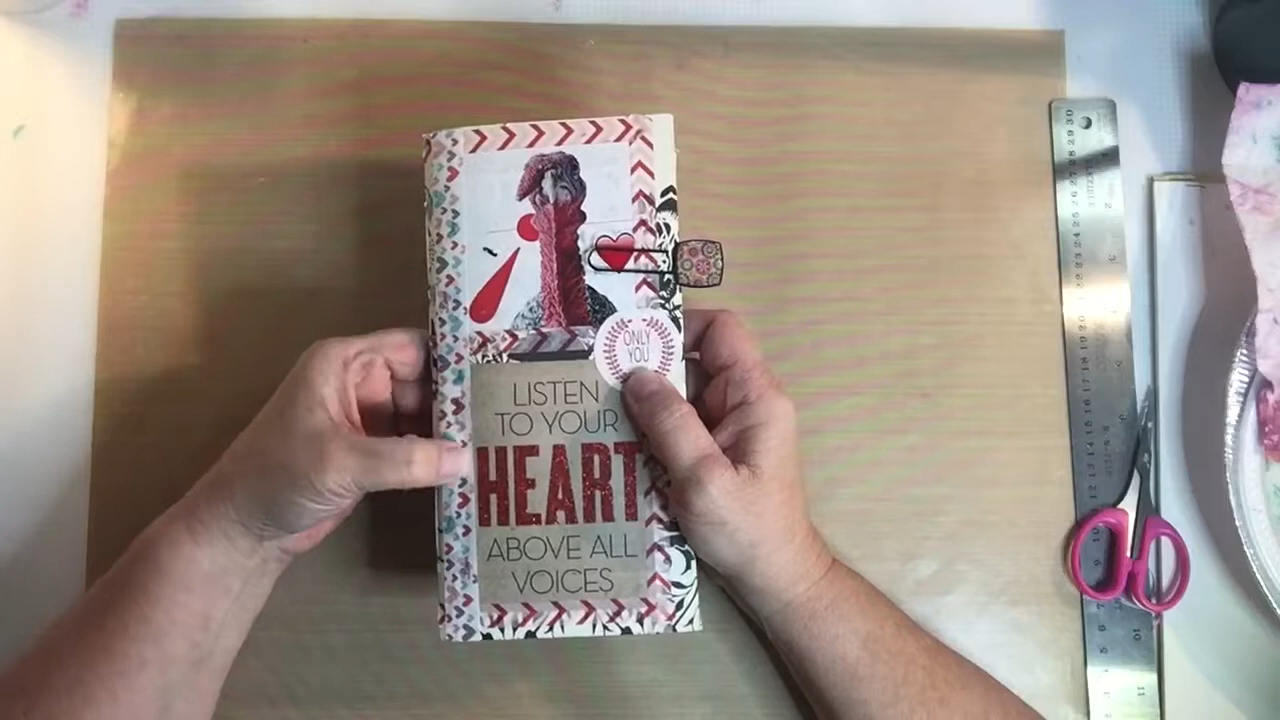 ONLY
YOU
LISTEN
TO YOUR
HEART
ABOVE ALL
VOICES